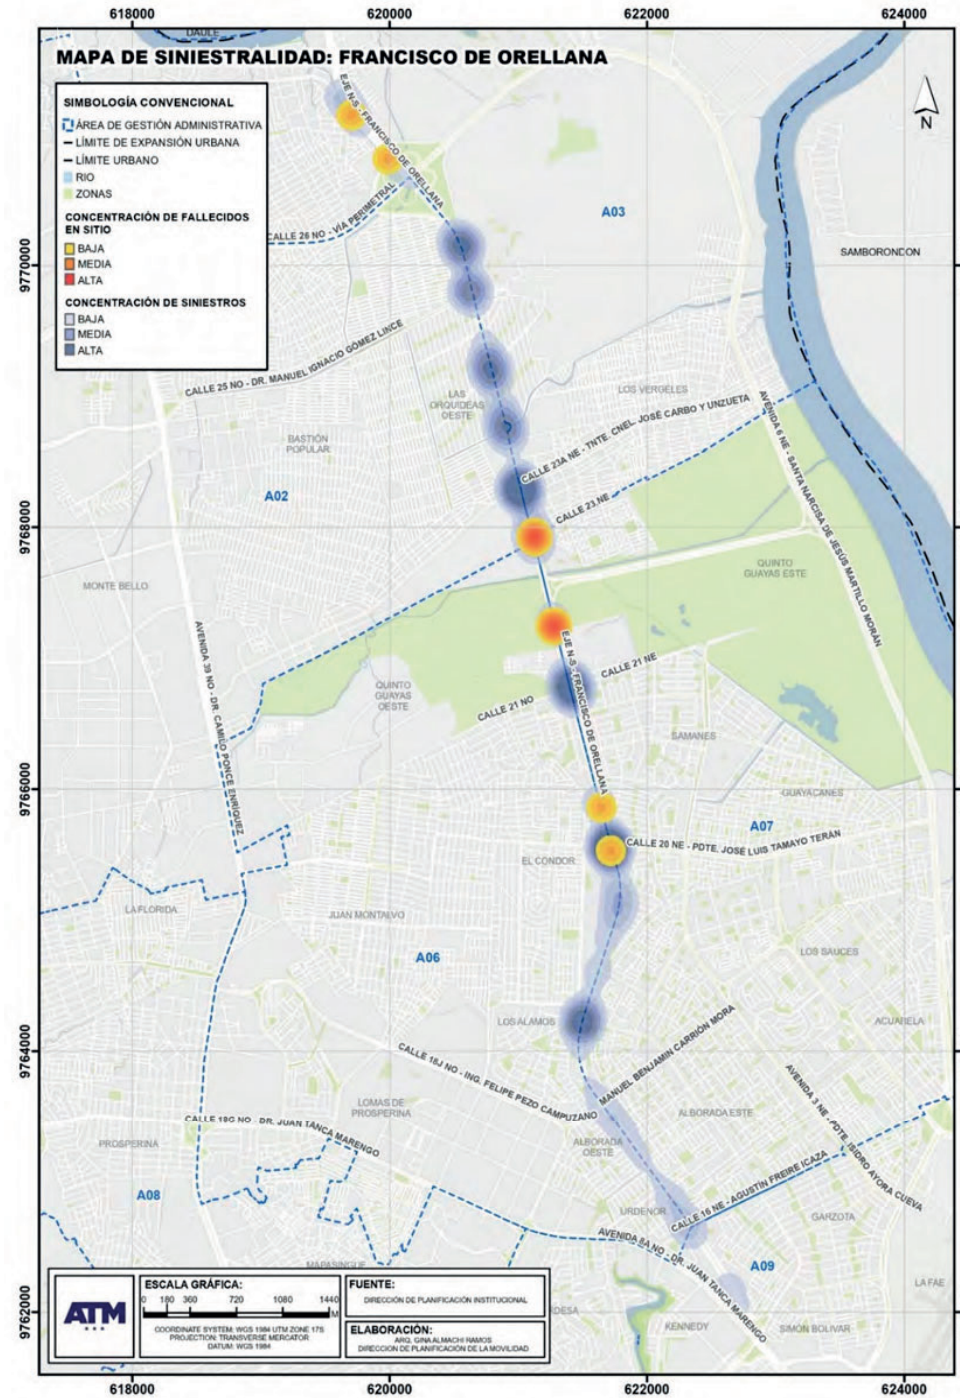 618000
620000
622000
624000
DAULE
MAPA DE SINIESTRALIDAD: FRANCISCO DE ORELLANA
SIMBOLOGÍA CONVENCIONAL
ÁREA DE GESTIÓN ADMINISTRATIVA
LÍMITE DE EXPANSIÓN URBANA
LÍMITE URBANO
RIO
ZONAS
CONCENTRACIÓN DE FALLECIDOS
EN SITIO
BAJA
MEDIA
ALTA
CONCENTRACIÓN DE SINIESTROS
BAJA
MEDIA
ALTA
N
EJE N-S - FRANCISCO DE ORELLANA
CALLE 26 NO - VÍA PERIMETRAL
A03
SAMBORONDON
9770000
CALLE 25 NO - DR. MANUEL IGNACIO GÓMEZ LINCE
LOS VERGELES
LAS
ORQUIDEAS
OESTE
CALLE 23A NE - TNTE. CNEL. JOSÉ CARBO Y UNZUETA
AVENIDA 6 NE - SANTA NARCISA DE JESÚS MARTILLO MORÁN
BASTIÓN
POPULAR
A02
CALLE 23 NE
9768000
MONTE BELLO
QUINTO
GUAYAS ESTE
AVENIDA 39 NO - DR. CAMILO PONCE ENRÍQUEZ
EJE N-S - FRANCISCO DE ORELLANA
CALLE 21 NE
QUINTO
GUAYAS
OESTE
CALLE 21 NO
SAMANES
9766000
GUAYACANES
A07
CALLE 20 NE - PDTE. JOSÉ LUIS TAMAYO TERÁN
EL CONDOR
LA FLORIDA
JUAN MONTALVO
A06
LOS SAUCES
LOS ALAMOS
ACUARELA
9764000
MANUEL BENJAMIN CARRIÓN MORA
CALLE 18J NO - ING. FELIPE PEZO CAMPUZANO
AVENIDA 3 NE - PDTE. ISIDRO AYORA CUEVA
LOMAS DE
PROSPERINA
ALBORADA ESTE
CALLE 18G NO - DR. JUAN TANCA MARENGO
PROSPERINA
ALBORADA
OESTE
CALLE 16 NE - AGUSTÍN FREIRE ICAZA
A08
URDENOR
GARZOTA
AVENIDA 8A NO - DR. JUAN TANCA MARENGO
MAPASINGUE
A09
LA FAE
9762000
KENNEDY
SIMÓN BOLIVAR
ATM
ESCALA GRÁFICA:
0 180 360 720 1080 1440
M
COORDINATE SYSTEM: WGS 1984 UTM ZONE 17S
PROJECTION: TRANSVERSE MERCATOR
DATUM: WGS 1984
FUENTE:
DIRECCIÓN DE PLANIFICACIÓN INSTITUCIONAL
ELABORACIÓN:
ARQ. GINA ALMACHI RAMOS
DIRECCION DE PLANIFICACIÓN DE LA MOVILIDAD
618000
620000
622000
624000